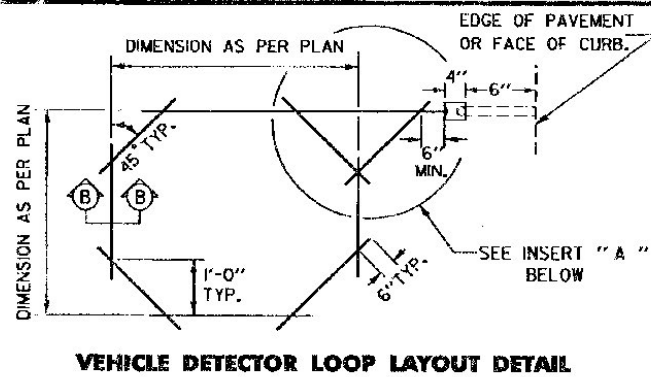 EDGE OF PAVEMENT
OR FACE OF CURB.
DIMENSION AS PER PLAN
4"
6"
DIMENSION AS PER PLAN
45° TYP.
6"
MIN.
B
B
SEE INSERT "A"
BELOW
1'-0"
TYP.
6" TYP.
VEHICLE DETECTOR LOOP LAYOUT DETAIL